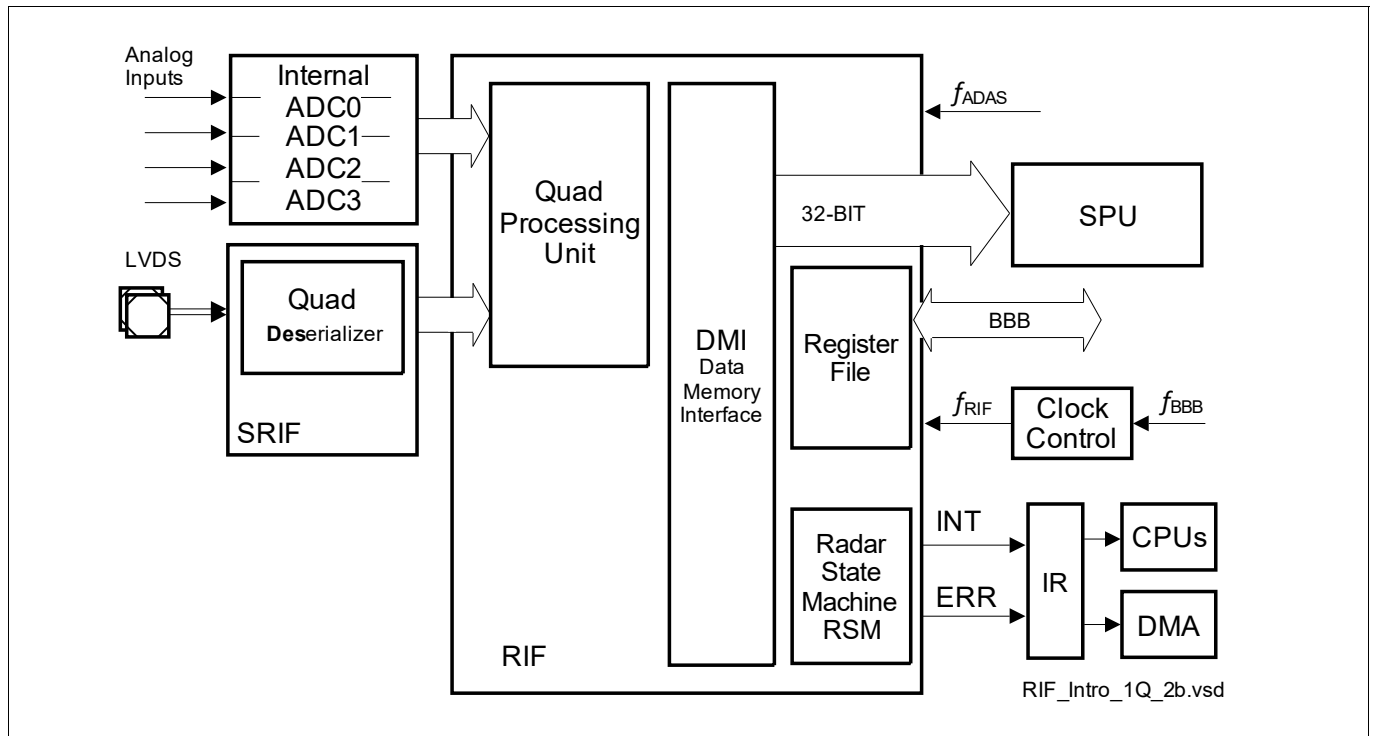 Analog
Inputs
Internal
ADC0
ADC1
ADC2
ADC3
LVDS
Quad
Deserializer
SRIF
Quad
Processing
Unit
RIF
DMI
Data
Memory
Interface
fADAS
32-BIT
SPU
Register
File
BBB
fRIF
Clock
Control
fBBB
Radar
State
Machine
RSM
INT
ERR
IR
CPUs
DMA
RIF_Intro_1Q_2b.vsd